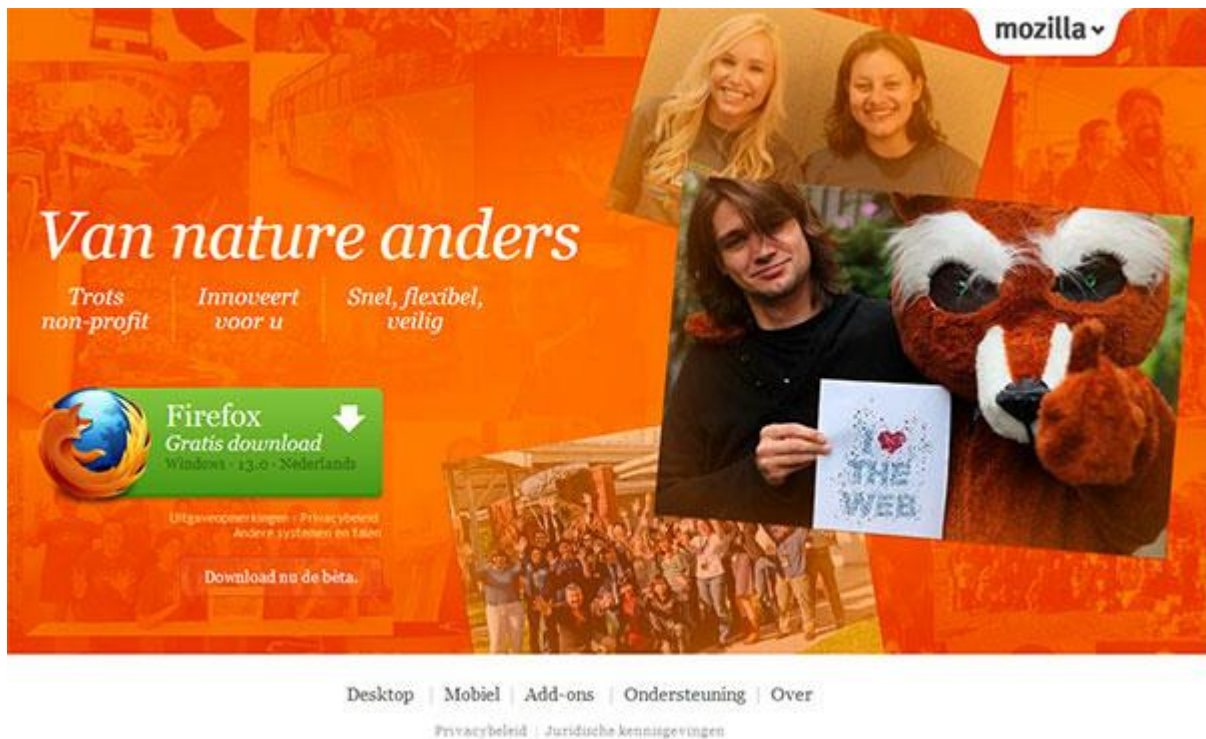 mozilla
Van nature anders
Trots non-profit
Innoveert voor u
Snel, flexibel, veilig
Firefox
Gratis download
Windows - 13.0 - Nederlands
Uitgaveopmerkingen - Privacybeleid
Andere systemen en talen
Download nu de bèta.
I
THE
WEB
Desktop | Mobiel | Add-ons | Ondersteuning | Over
Privacybeleid | Juridische kennisgevingen